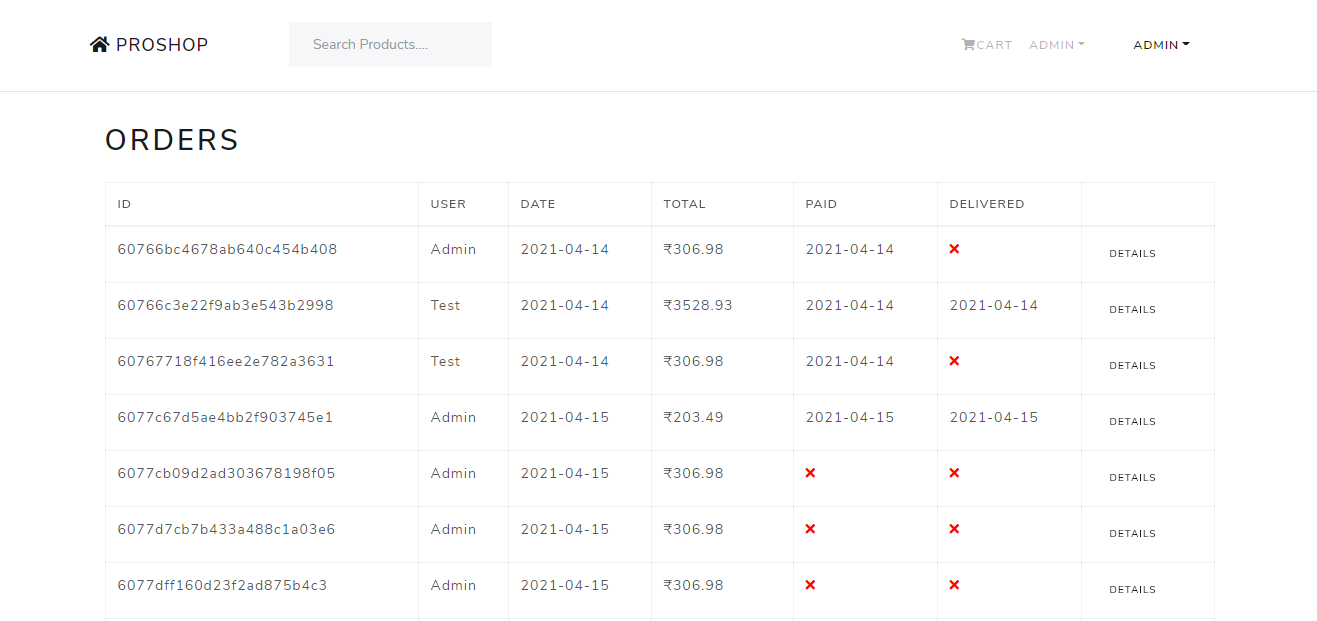 PROSHOP Search Products.... CART ADMIN ADMIN
ORDERS
ID USER DATE TOTAL PAID DELIVERED
60766bc4678ab640c454b408 Admin 2021-04-14 ₹306.98 2021-04-14 DETAILS
60766c3e22f9ab3e543b2998 Test 2021-04-14 ₹3528.93 2021-04-14 2021-04-14 DETAILS
60767718f416ee2e782a3631 Test 2021-04-14 ₹306.98 2021-04-14 DETAILS
6077c67d5ae4bb2f903745e1 Admin 2021-04-15 ₹203.49 2021-04-15 2021-04-15 DETAILS
6077cb09d2ad303678198f05 Admin 2021-04-15 ₹306.98 DETAILS
6077d7cb7b433a488c1a03e6 Admin 2021-04-15 ₹306.98 DETAILS
6077dff160d23f2ad875b4c3 Admin 2021-04-15 ₹306.98 DETAILS